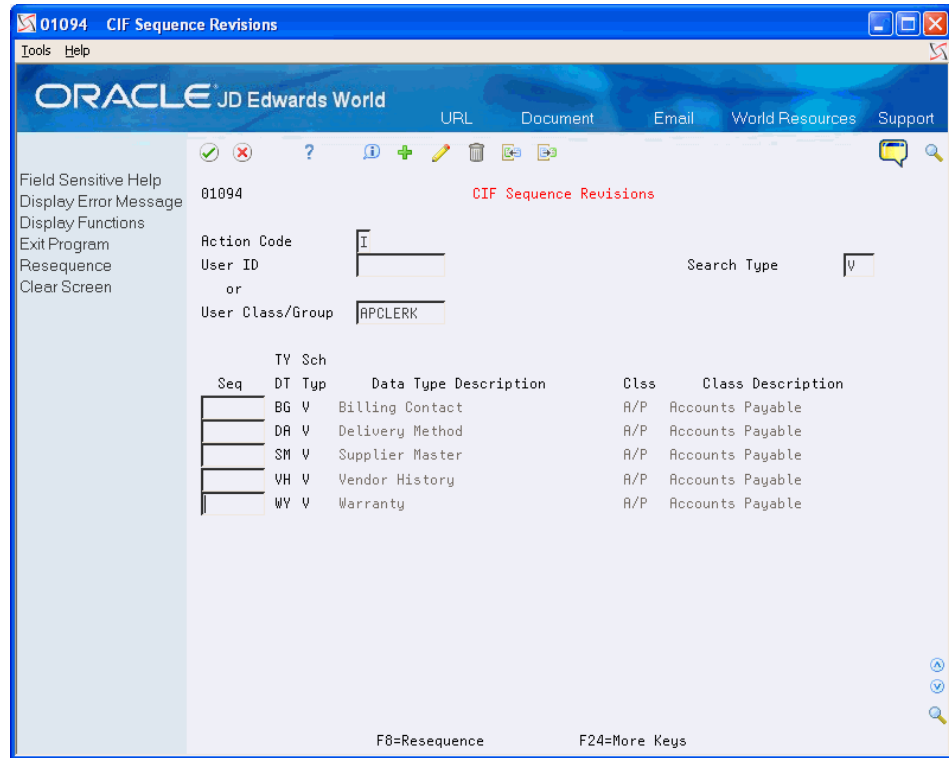 01094 CIF Sequence Revisions
Tools Help
ORACLE JD Edwards World
URL Document Email World Resources Support
Field Sensitive Help
Display Error Message
Display Functions
Exit Program
Resequence
Clear Screen
01094 CIF Sequence Revisions
Action Code I
User ID Search Type V
or
User Class/Group APCLERK
TY Sch
Seq DT Typ Data Type Description Clss Class Description
BG V Billing Contact A/P Accounts Payable
DA V Delivery Method A/P Accounts Payable
SM V Supplier Master A/P Accounts Payable
VH V Vendor History A/P Accounts Payable
WY V Warranty A/P Accounts Payable
F8=Resequence F24=More Keys